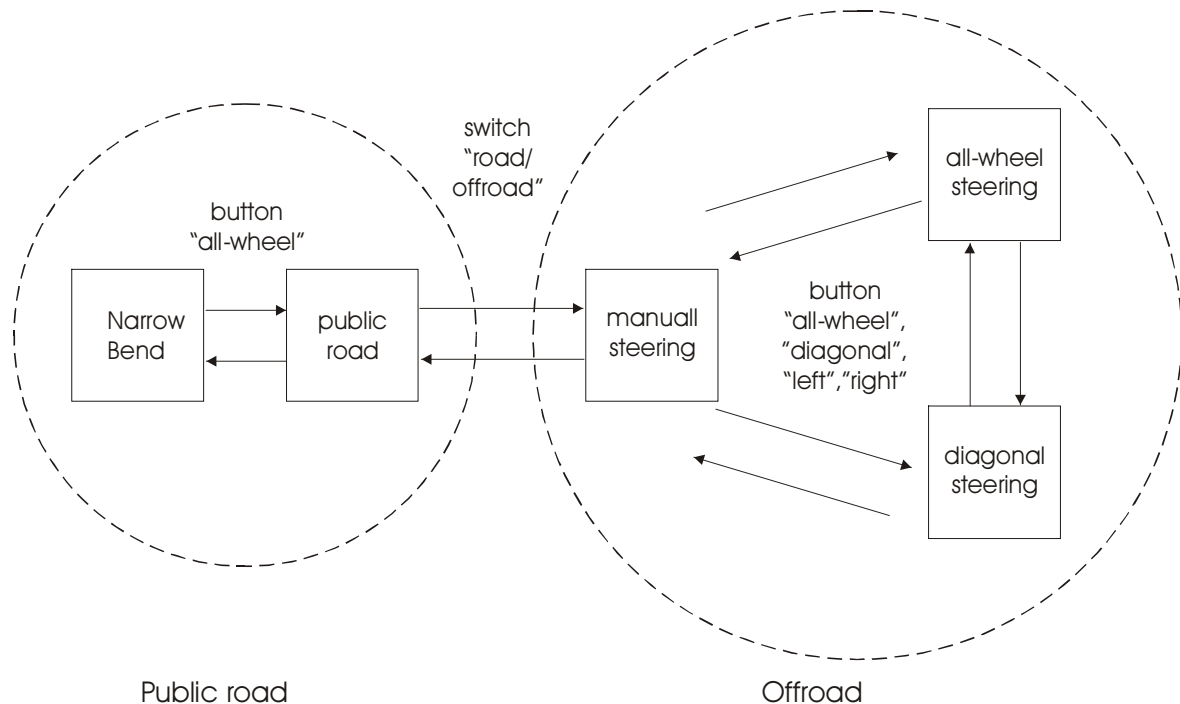 switch
“road/
offroad”
button
“all-wheel”
Narrow
Bend
public
road
manuall
steering
all-wheel
steering
button
“all-wheel”,
”diagonal”,
“left”,”right”
diagonal
steering
Public road
Offroad